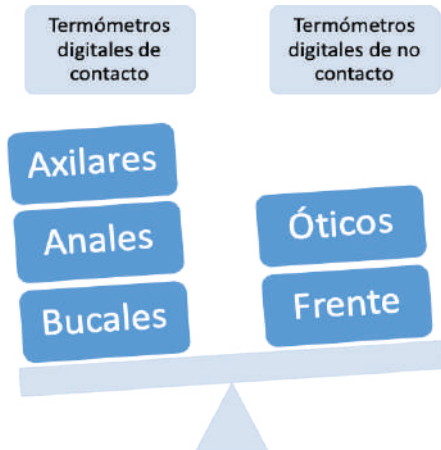 Termómetros
digitales de
contacto
Termómetros
digitales de no
contacto
Axilares
Anales
Bucales
Óticos
Frente